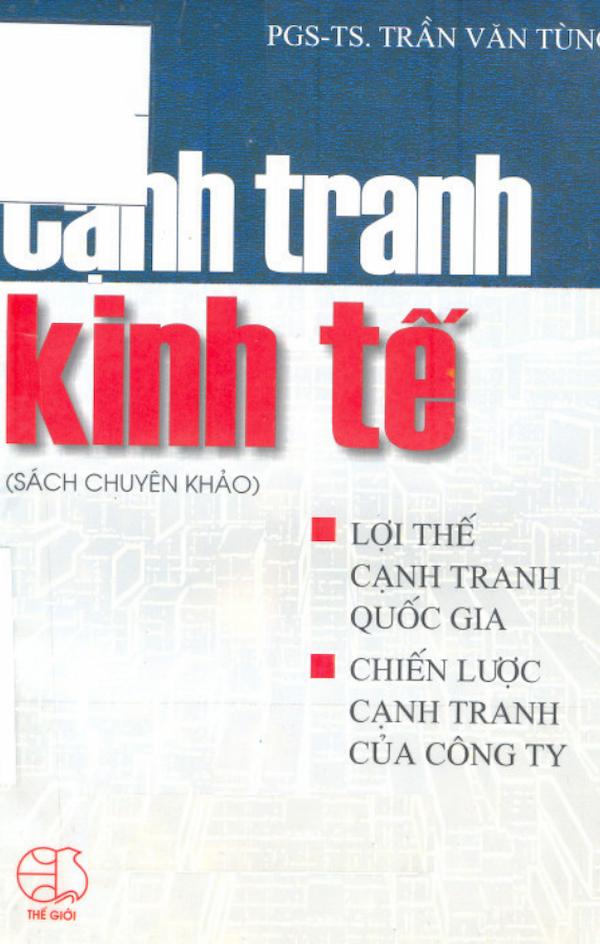 PGS-TS. TRẦN VĂN TÙNG
cạnh tranh
kinh tế
(SÁCH CHUYÊN KHẢO)
LỢI THẾ
CẠNH TRANH
QUỐC GIA
CHIẾN LƯỢC
CẠNH TRANH
CỦA CÔNG TY
THẾ GIỚI